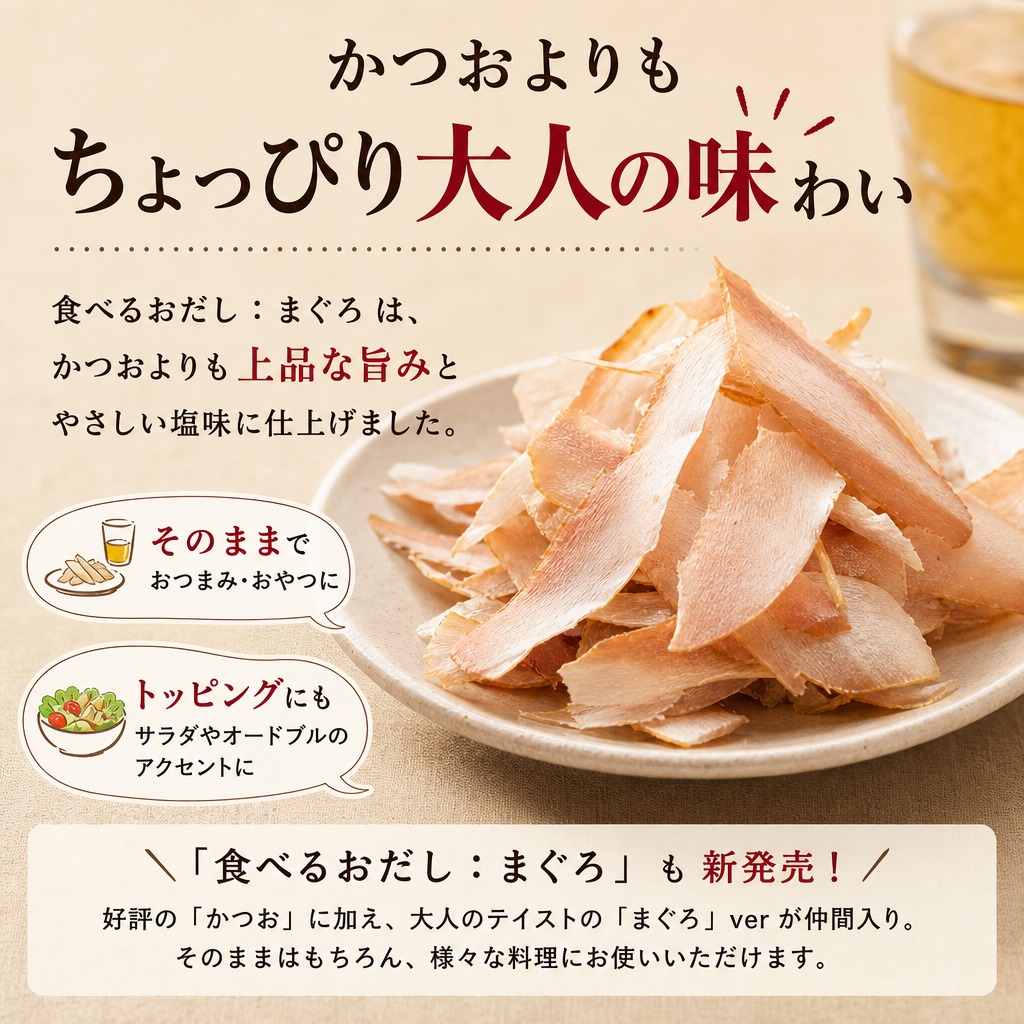 かつおよりも
ちょっぴり大人の味わい
食べるおだし：まぐろ は、
かつおよりも 上品な旨みと
やさしい塩味に仕上げました。
そのままで
おつまみ・おやつに
トッピングにも
サラダやオードブルの
アクセントに
「食べるおだし：まぐろ」も 新発売！
好評の「かつお」に加え、大人のテイストの「まぐろ」ver が仲間入り。
そのままはもちろん、様々な料理にお使いいただけます。